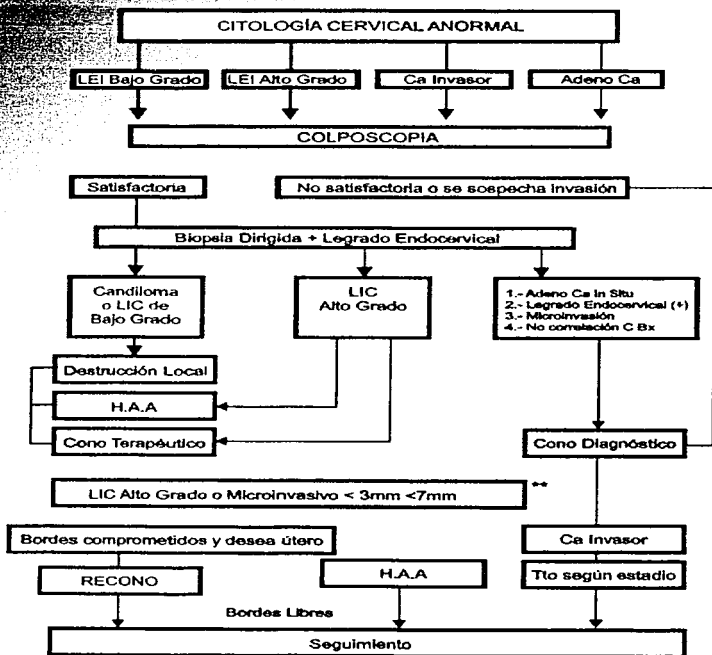 CITOLOGÍA CERVICAL ANORMAL
LEI Bajo Grado
LEI Alto Grado
Ca Invasor
Adeno Ca
COLPOSCOPIA
Satisfactoria
No satisfactoria o se sospecha invasión
Biopsia Dirigida + Legrado Endocervical
Candiloma
o LIC de
Bajo Grado
LIC
Alto Grado
1.- Adeno Ca In Situ
2.- Legrado Endocervical (+)
3.- Microinvasión
4.- No correlación C Bx
Destrucción Local
H.A.A
Cono Terapéutico
Cono Diagnóstico
LIC Alto Grado o Microinvasivo < 3mm <7mm
**
Bordes comprometidos y desea útero
Ca Invasor
RECONO
H.A.A
Tto según estadio
Bordes Libres
Seguimiento